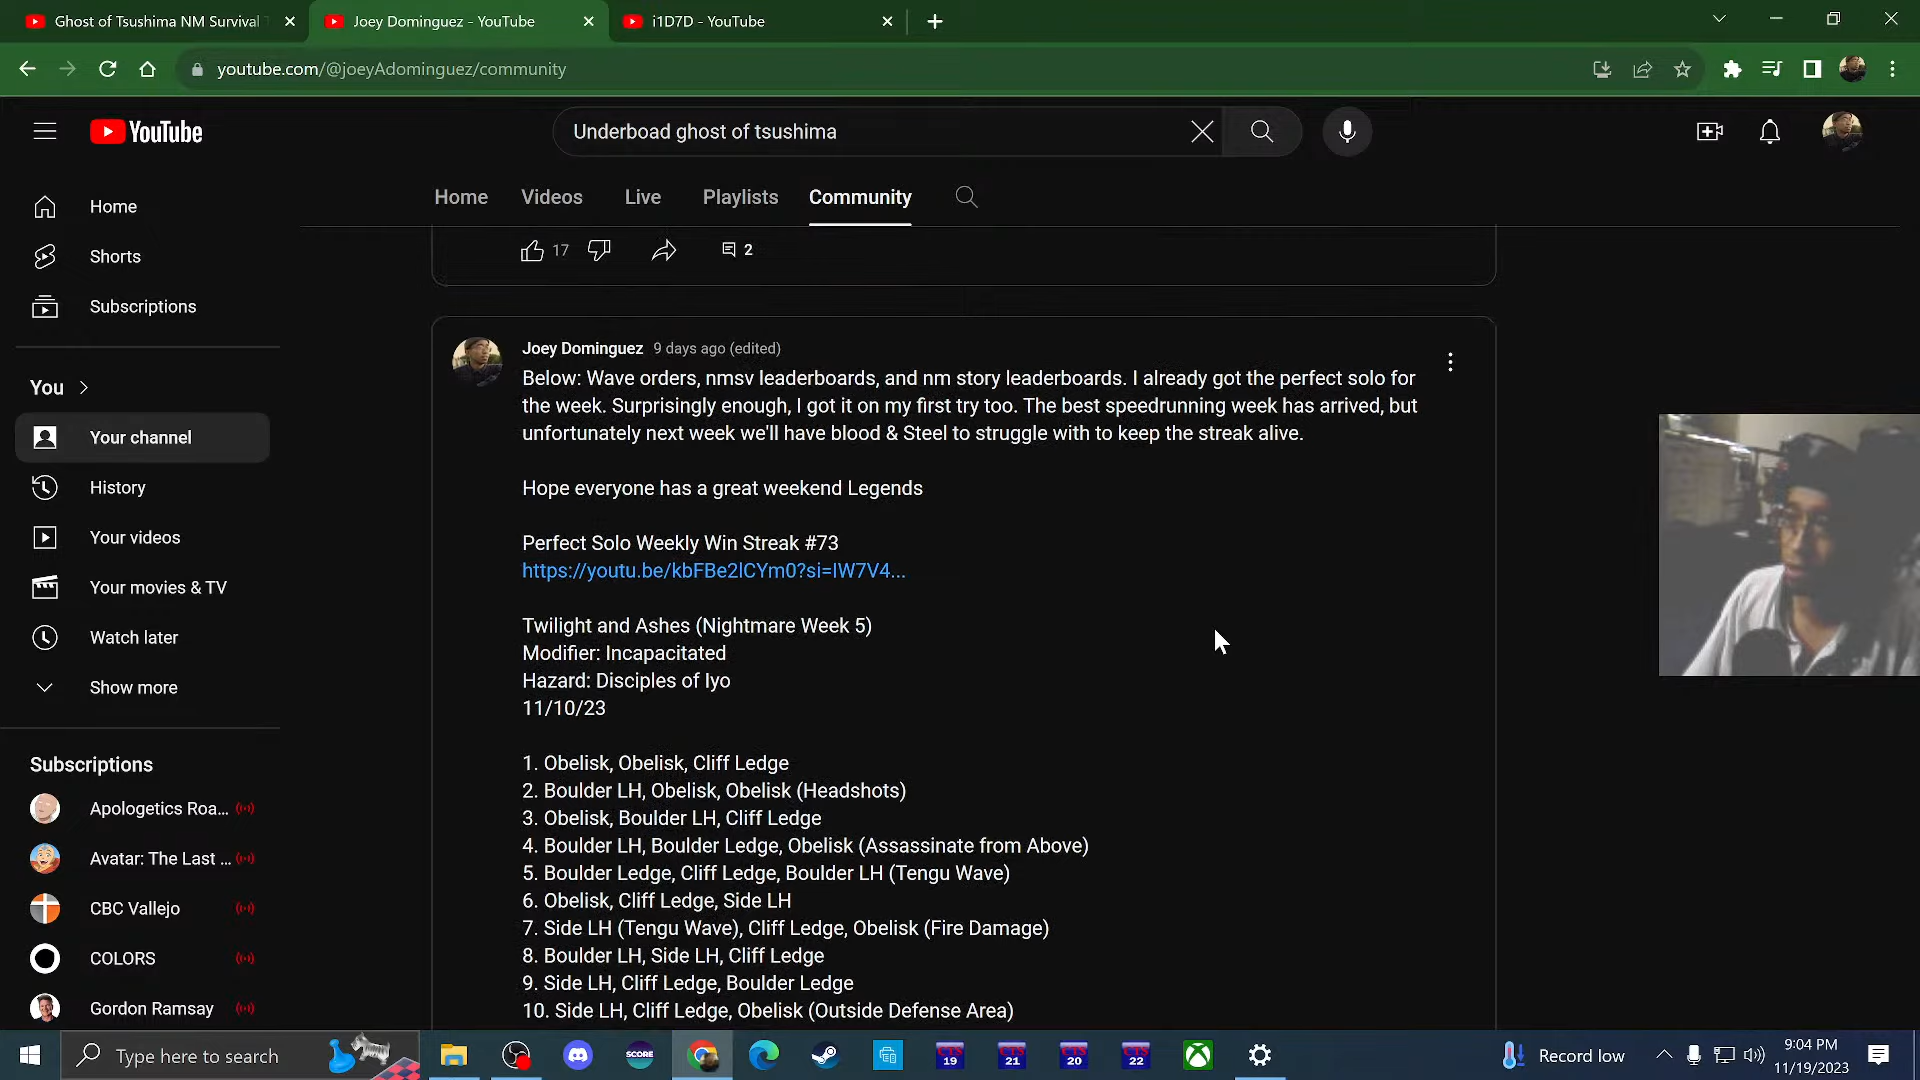 Ghost of Tsushima NM Survival
Joey Dominguez - YouTube
i1D7D - YouTube
youtube.com/@joeyAdominguez/community
YouTube
Underboad ghost of tsushima
Home
Videos
Live
Playlists
Community
Home
Shorts
Subscriptions
You
Your channel
History
Your videos
Your movies & TV
Watch later
Show more
Subscriptions
Apologetics Roa...
Avatar: The Last ...
CBC Vallejo
COLORS
Gordon Ramsay
17
2
Joey Dominguez 9 days ago (edited)
Below: Wave orders, nmsv leaderboards, and nm story leaderboards. I already got the perfect solo for
the week. Surprisingly enough, I got it on my first try too. The best speedrunning week has arrived, but
unfortunately next week we'll have blood & Steel to struggle with to keep the streak alive.
Hope everyone has a great weekend Legends
Perfect Solo Weekly Win Streak #73
https://youtu.be/kbFBe2lCYm0?si=IW7V4...
Twilight and Ashes (Nightmare Week 5)
Modifier: Incapacitated
Hazard: Disciples of Iyo
11/10/23
1. Obelisk, Obelisk, Cliff Ledge
2. Boulder LH, Obelisk, Obelisk (Headshots)
3. Obelisk, Boulder LH, Cliff Ledge
4. Boulder LH, Boulder Ledge, Obelisk (Assassinate from Above)
5. Boulder Ledge, Cliff Ledge, Boulder LH (Tengu Wave)
6. Obelisk, Cliff Ledge, Side LH
7. Side LH (Tengu Wave), Cliff Ledge, Obelisk (Fire Damage)
8. Boulder LH, Side LH, Cliff Ledge
9. Side LH, Cliff Ledge, Boulder Ledge
10. Side LH, Cliff Ledge, Obelisk (Outside Defense Area)
Type here to search
SCORE
CTS 19
CTS 21
CTS 20
CTS 22
Record low
9:04 PM
11/19/2023